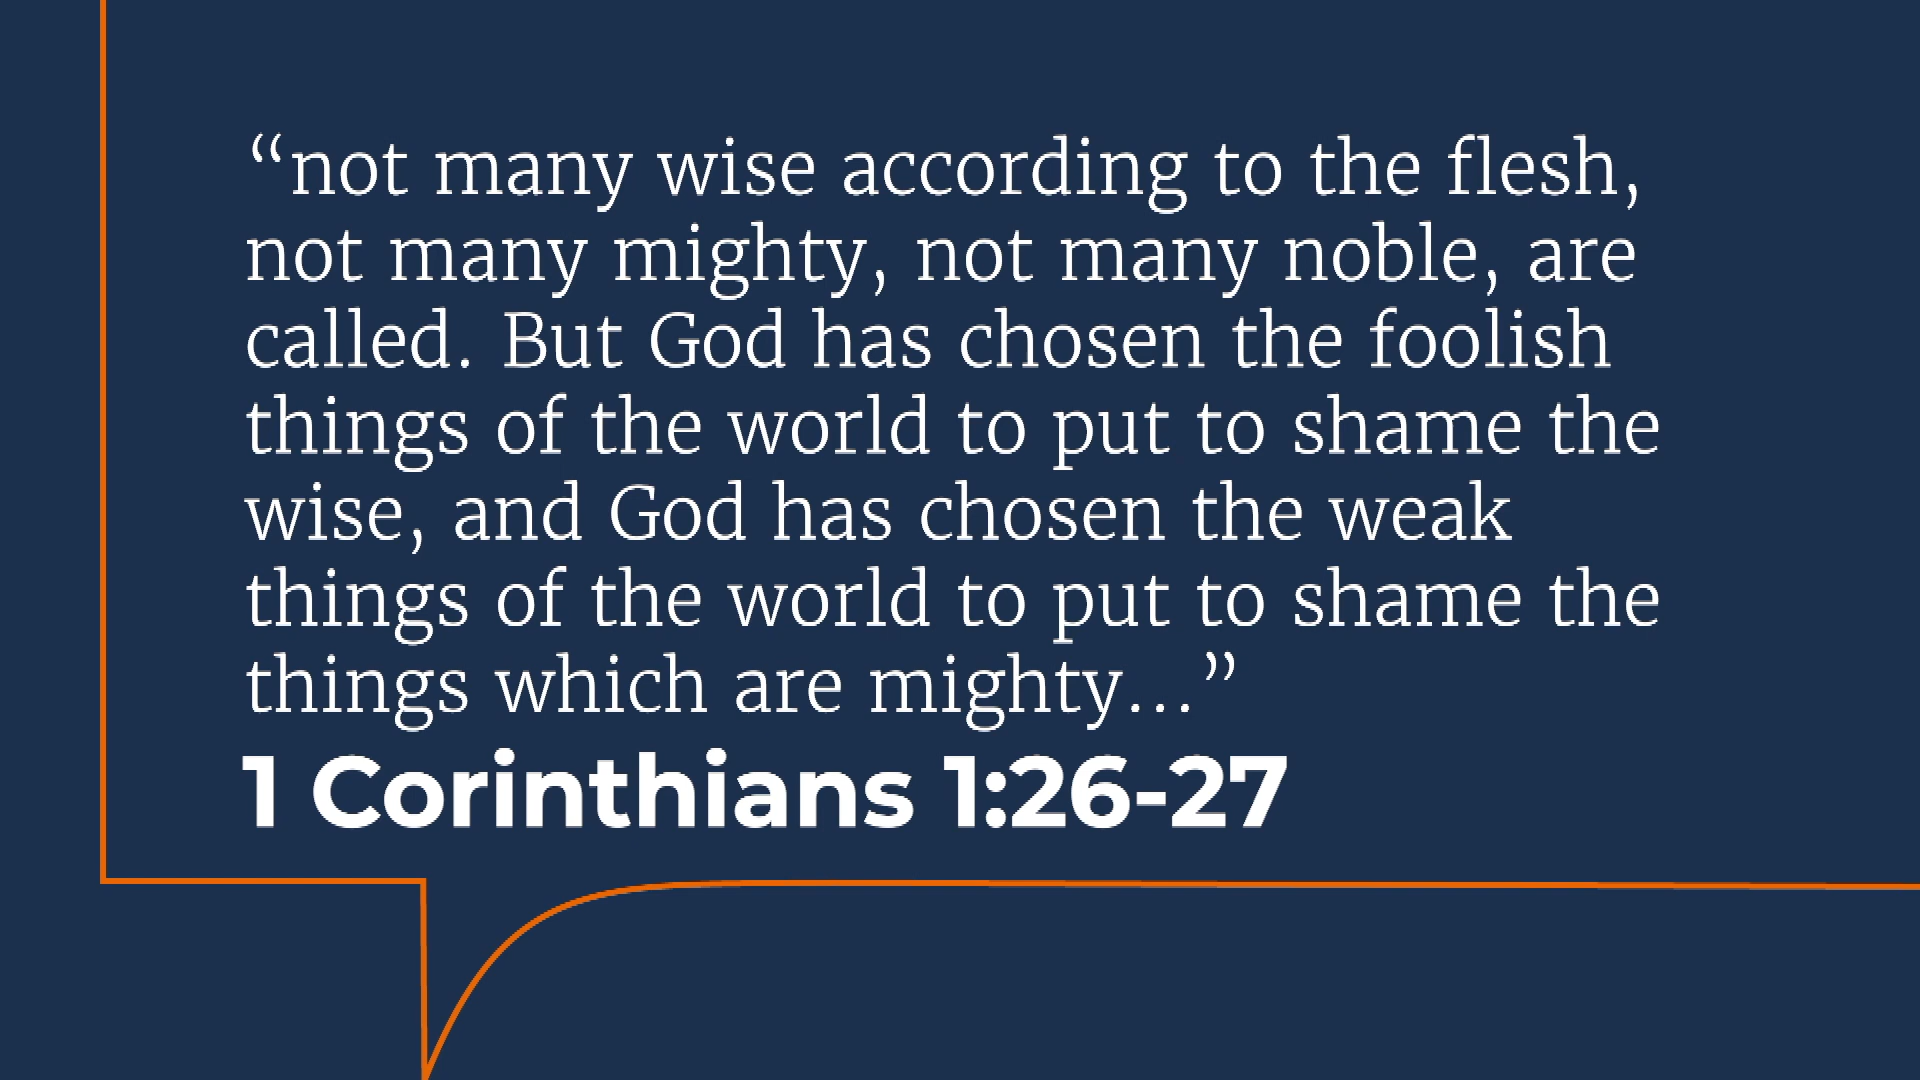 “not many wise according to the flesh,
not many mighty, not many noble, are
called. But God has chosen the foolish
things of the world to put to shame the
wise, and God has chosen the weak
things of the world to put to shame the
things which are mighty…”
1 Corinthians 1:26-27